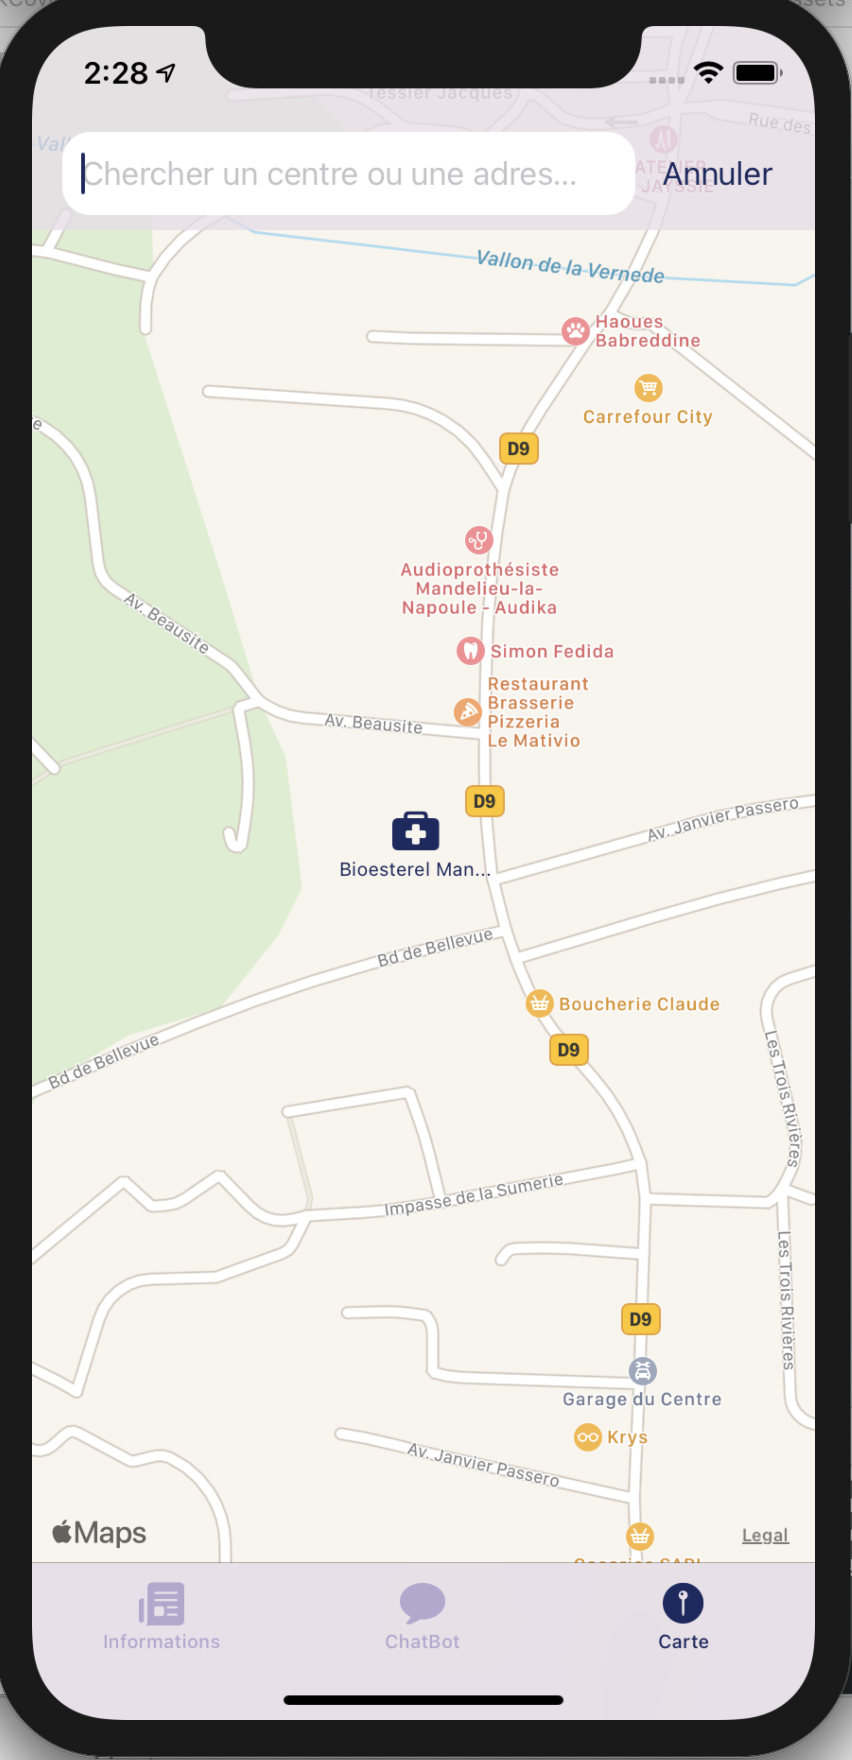 2:28
Tessier Jacques
Rue des
Chercher un centre ou une adres...
Annuler
Vallon de la Vernede
Haoues
Babreddine
Carrefour City
D9
Audioprothésiste
Mandelieu-la-
Napoule - Audika
Av. Beausite
Simon Fedida
Restaurant
Brasserie
Pizzeria
Le Mativio
Av. Beausite
D9
Av. Janvier Passero
Bioesterel Man...
Bd de Bellevue
Boucherie Claude
D9
Bd de Bellevue
Les Trois Rivières
Impasse de la Sumerie
Les Trois Rivières
D9
Garage du Centre
Krys
Av. Janvier Passero
Maps
Legal
Informations
ChatBot
Carte